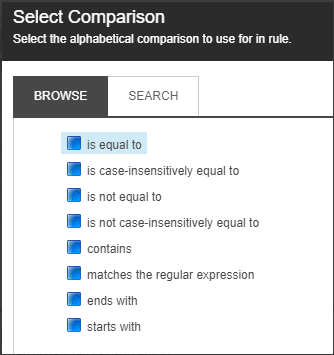 Select Comparison
Select the alphabetical comparison to use for in rule.
BROWSE SEARCH
is equal to
is case-insensitively equal to
is not equal to
is not case-insensitively equal to
contains
matches the regular expression
ends with
starts with